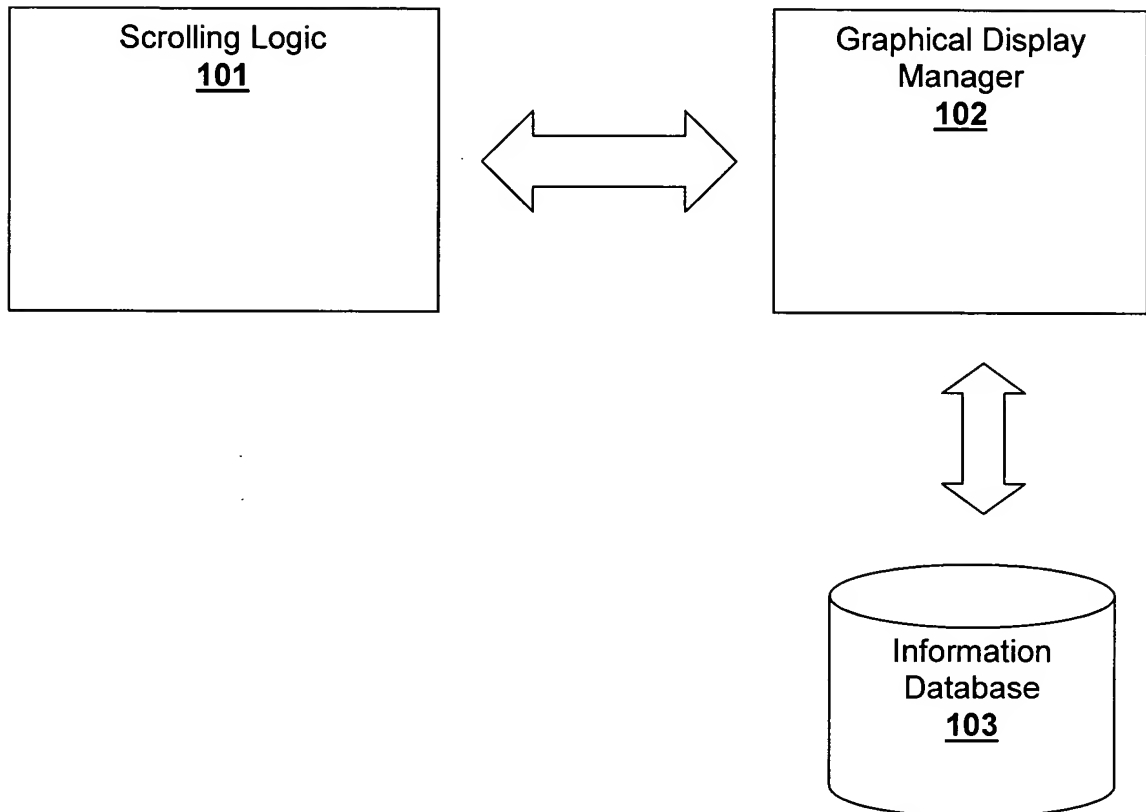 Scrolling Logic
101
Graphical Display
Manager
102
Information
Database
103